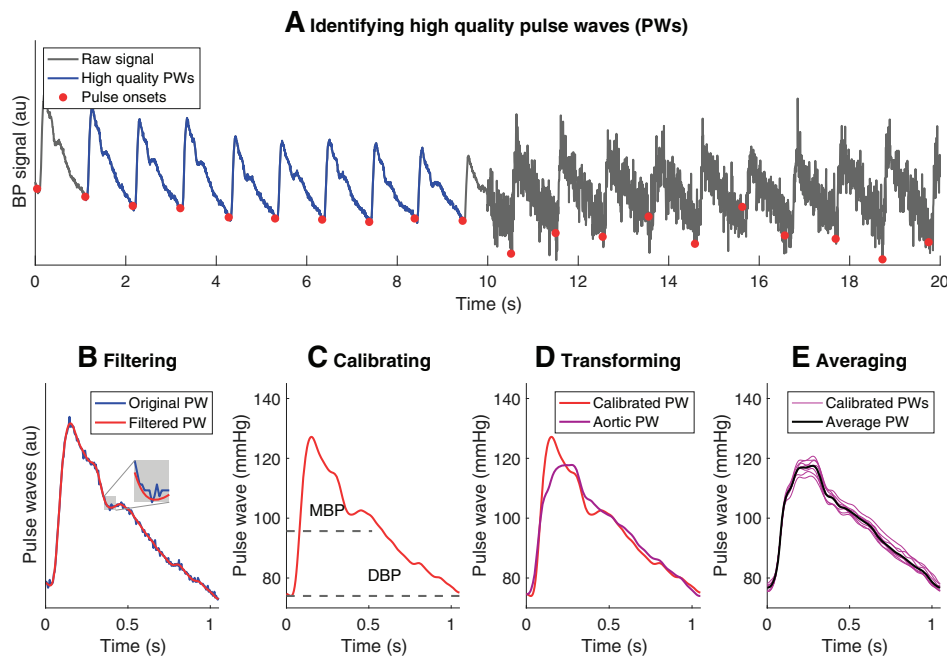 A Identifying high quality pulse waves (PWs)
Raw signal
High quality PWs
Pulse onsets
BP signal (au)
0 2 4 6 8 10 12 14 16 18 20
Time (s)
B Filtering
Original PW
Filtered PW
Pulse waves (au)
0 0.5 1
Time (s)
C Calibrating
140
120
100
80
Pulse wave (mmHg)
MBP
DBP
0 0.5 1
Time (s)
D Transforming
Calibrated PW
Aortic PW
140
120
100
80
Pulse wave (mmHg)
0 0.5 1
Time (s)
E Averaging
Calibrated PWs
Average PW
140
120
100
80
Pulse wave (mmHg)
0 0.5 1
Time (s)